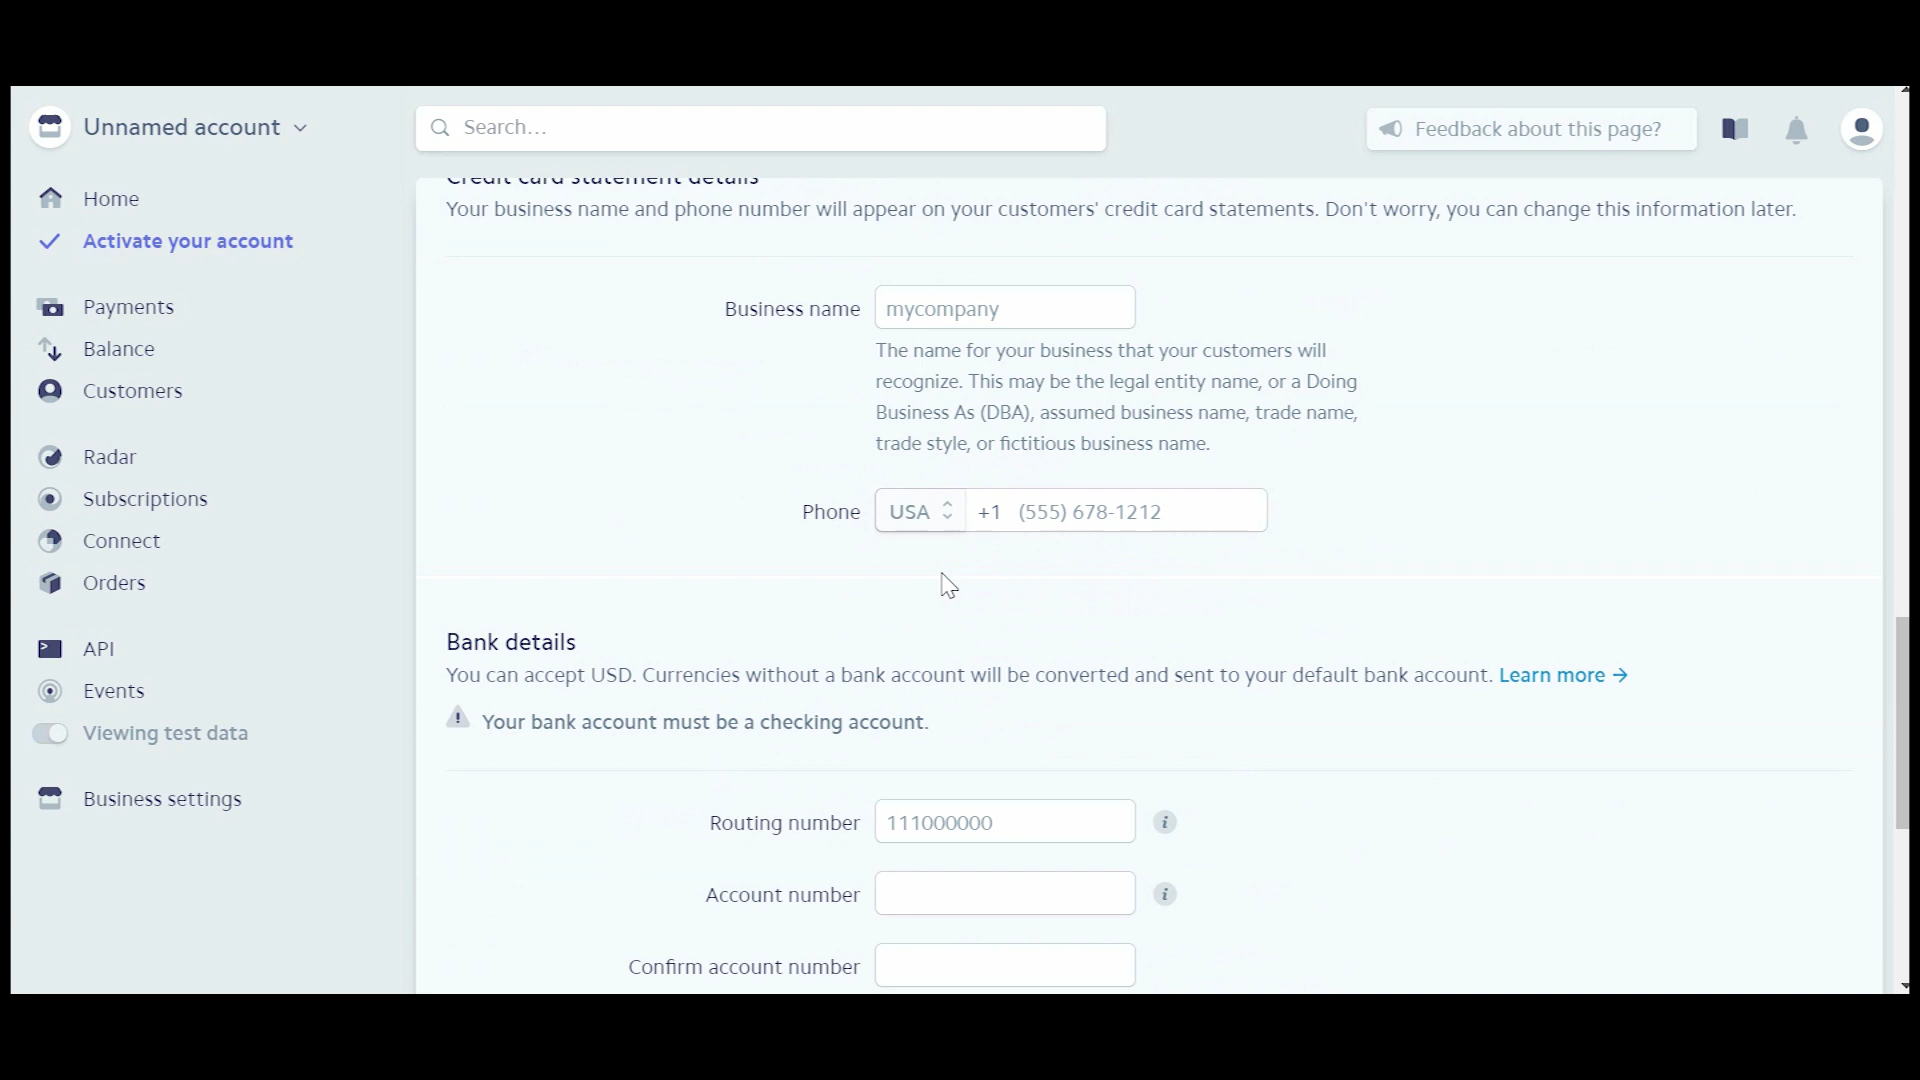 Unnamed account
Search...
Feedback about this page?
Home
Activate your account
Payments
Balance
Customers
Radar
Subscriptions
Connect
Orders
API
Events
Viewing test data
Business settings
Credit card statement details
Your business name and phone number will appear on your customers' credit card statements. Don't worry, you can change this information later.
Business name mycompany
The name for your business that your customers will
recognize. This may be the legal entity name, or a Doing
Business As (DBA), assumed business name, trade name,
trade style, or fictitious business name.
Phone USA +1 (555) 678-1212
Bank details
You can accept USD. Currencies without a bank account will be converted and sent to your default bank account. Learn more →
Your bank account must be a checking account.
Routing number 111000000
Account number
Confirm account number